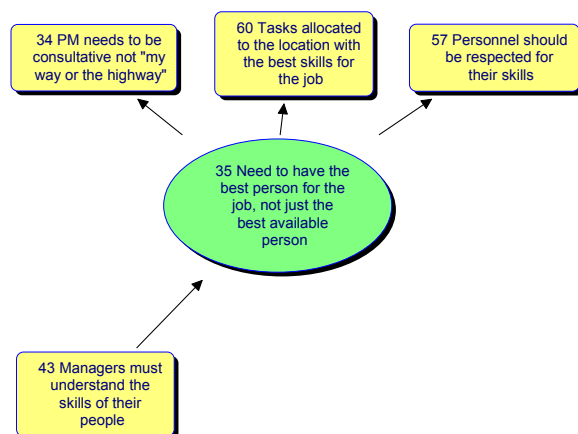 34 PM needs to be
consultative not "my
way or the highway"
60 Tasks allocated
to the location with
the best skills for
the job
57 Personnel should
be respected for
their skills
35 Need to have the
best person for the
job, not just the
best available
person
43 Managers must
understand the
skills of their
people